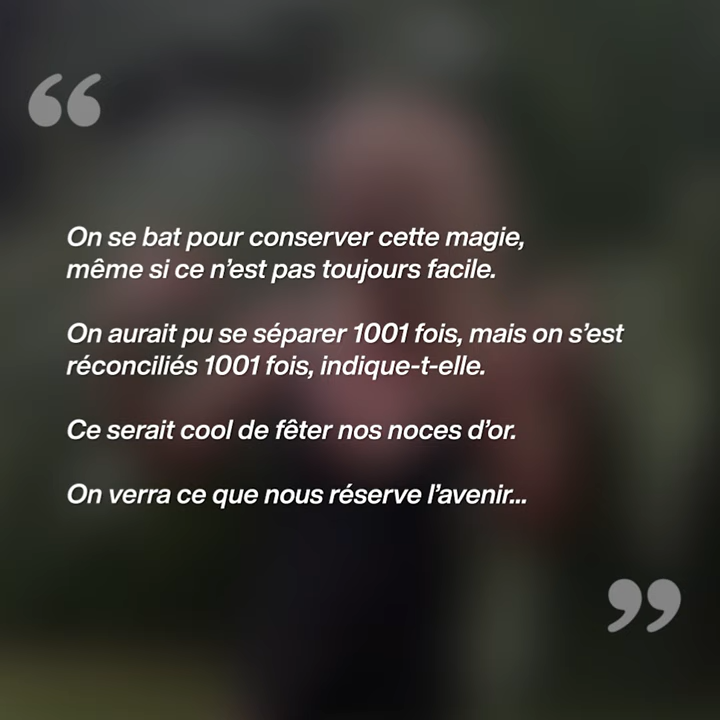 “
On se bat pour conserver cette magie,
même si ce n’est pas toujours facile.
On aurait pu se séparer 1001 fois, mais on s’est
réconciliés 1001 fois, indique-t-elle.
Ce serait cool de fêter nos noces d’or.
On verra ce que nous réserve l’avenir...
”